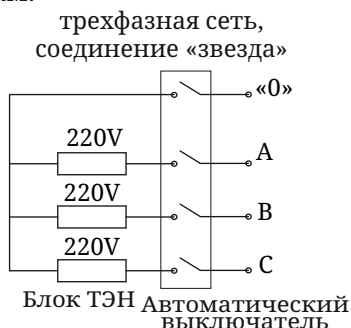 трехфазная сеть,
соединение «звезда»
«0»
220V
A
220V
B
220V
C
Блок ТЭН
Автоматический
выключатель